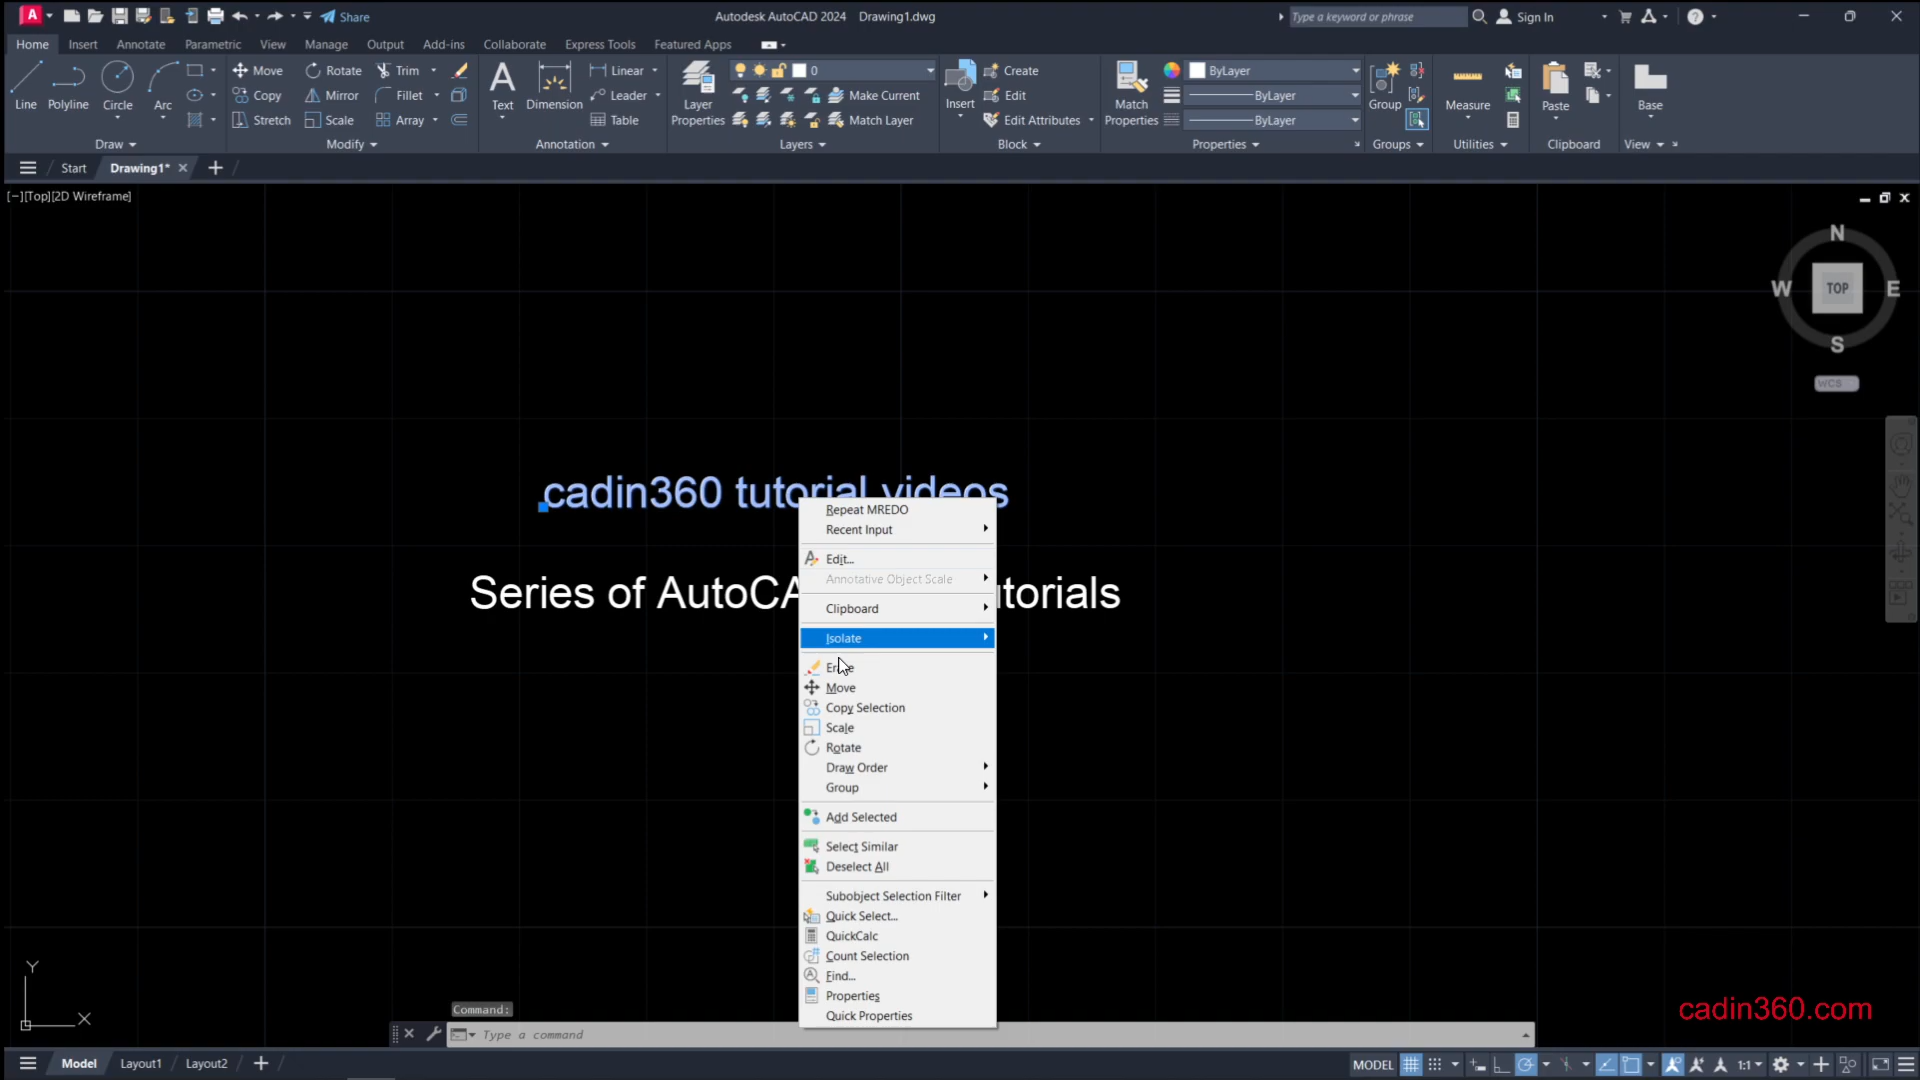 Share
Autodesk AutoCAD 2024 Drawing1.dwg
Type a keyword or phrase
Sign In
Home Insert Annotate Parametric View Manage Output Add-ins Collaborate Express Tools Featured Apps
Line Polyline Circle Arc
Move Rotate Trim
Copy Mirror Fillet
Stretch Scale Array
Text Dimension
Linear
Leader
Table
Layer Properties
0
Make Current
Match Layer
Insert
Create
Edit
Edit Attributes
Match Properties
ByLayer
ByLayer
ByLayer
Group
Measure
Paste
Base
Draw Modify Annotation Layers Block Properties Groups Utilities Clipboard View
Start Drawing1*
[−][Top][2D Wireframe]
N
W TOP E
S
WCS
cadin360 tutorial videos
Series of AutoCA
torials
Repeat MREDO
Recent Input
Edit...
Annotative Object Scale
Clipboard
Isolate
Erase
Move
Copy Selection
Scale
Rotate
Draw Order
Group
Add Selected
Select Similar
Deselect All
Subobject Selection Filter
Quick Select...
QuickCalc
Count Selection
Find...
Properties
Quick Properties
Y
X
Command:
Type a command
cadin360.com
Model Layout1 Layout2
MODEL
1:1